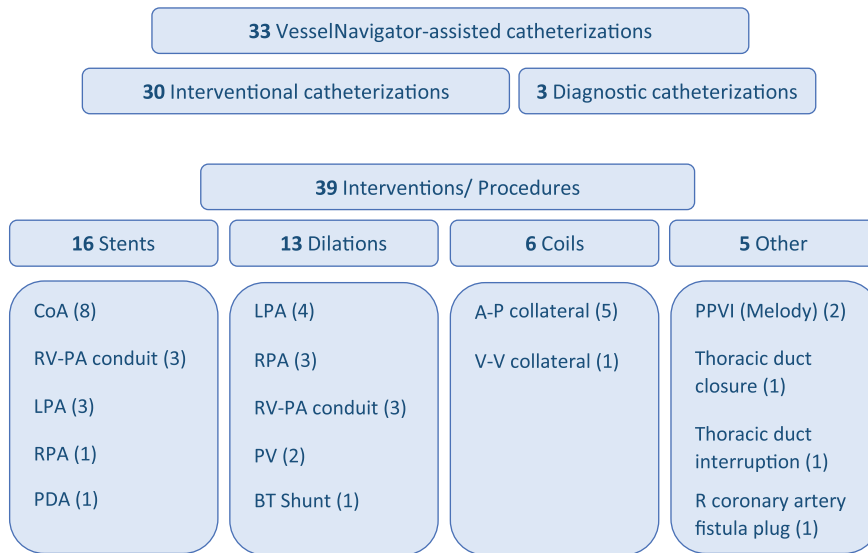 33 VesselNavigator-assisted catheterizations
30 Interventional catheterizations
3 Diagnostic catheterizations
39 Interventions/ Procedures
16 Stents
13 Dilations
6 Coils
5 Other
CoA (8)
RV-PA conduit (3)
LPA (3)
RPA (1)
PDA (1)
LPA (4)
RPA (3)
RV-PA conduit (3)
PV (2)
BT Shunt (1)
A-P collateral (5)
V-V collateral (1)
PPVI (Melody) (2)
Thoracic duct
closure (1)
Thoracic duct
interruption (1)
R coronary artery
fistula plug (1)